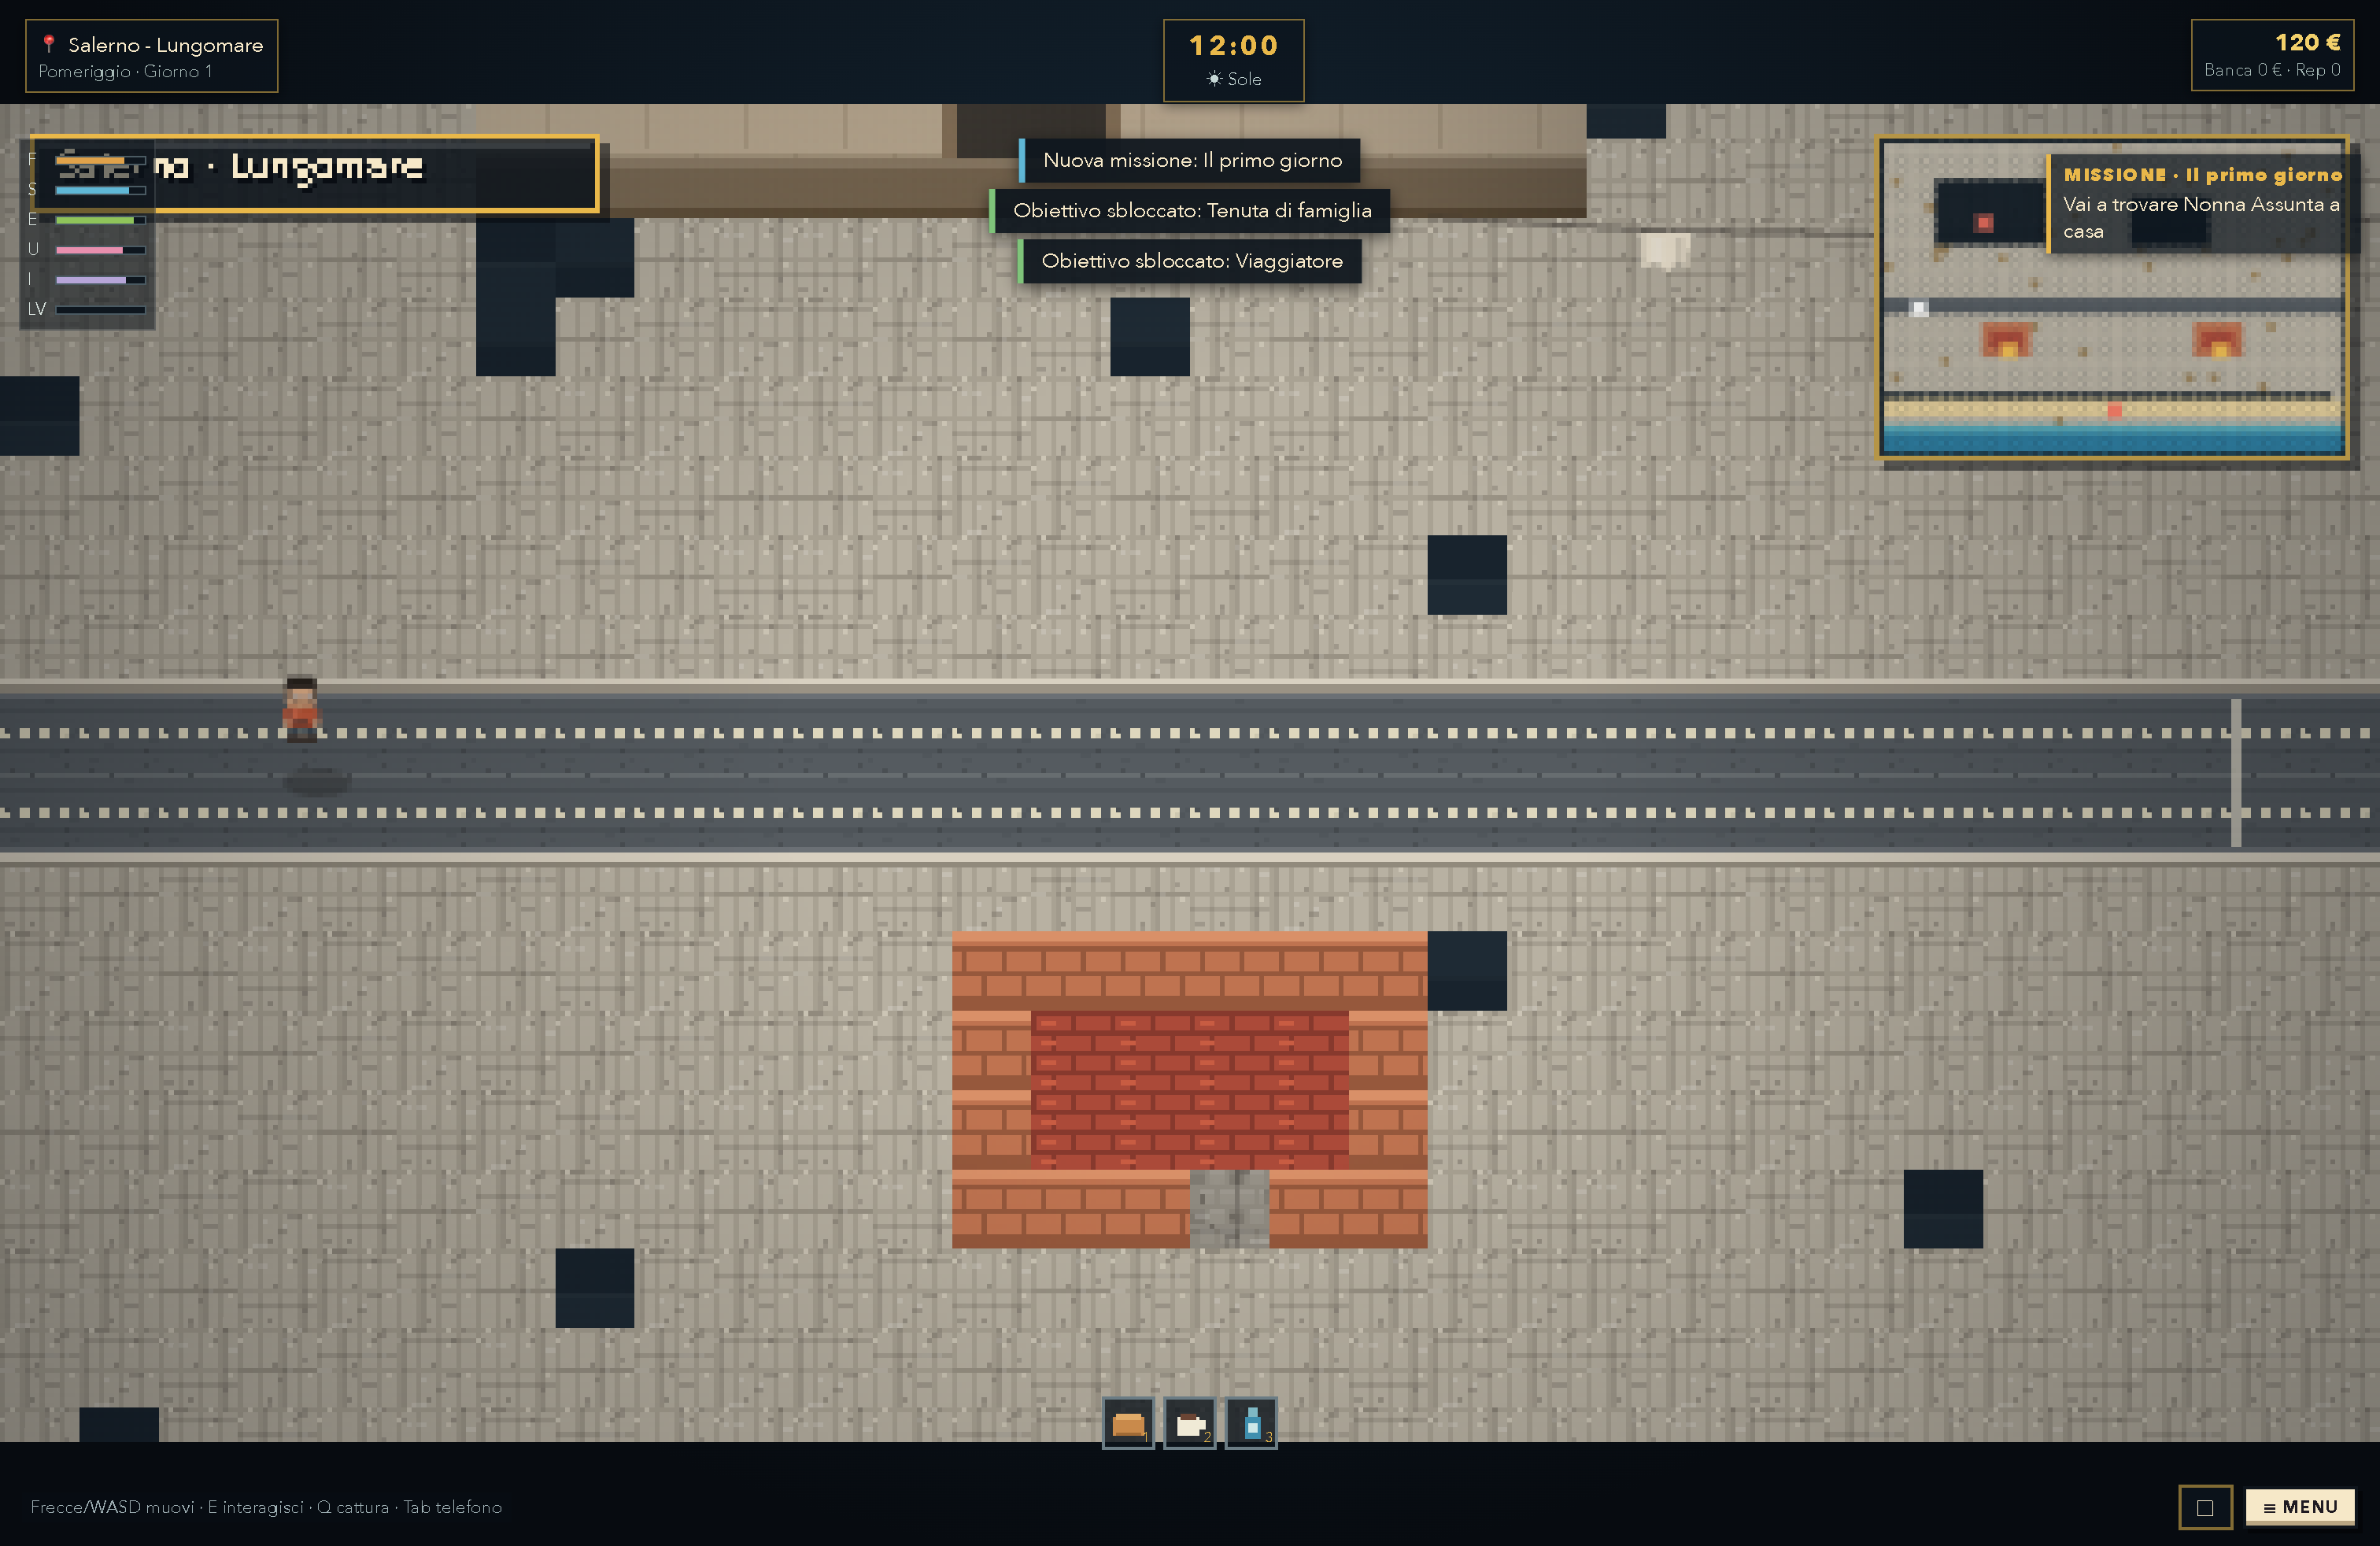 📍 Salerno - Lungomare
Pomeriggio · Giorno 1
12:00
☀ Sole
120 €
Banca 0 € · Rep 0
· Lungomare
F
S
E
U
I
LV
Nuova missione: Il primo giorno
Obiettivo sbloccato: Tenuta di famiglia
Obiettivo sbloccato: Viaggiatore
MISSIONE · Il primo giorno
Vai a trovare Nonna Assunta a
casa
1
2
3
Frecce/WASD muovi · E interagisci · Q cattura · Tab telefono
≡ MENU